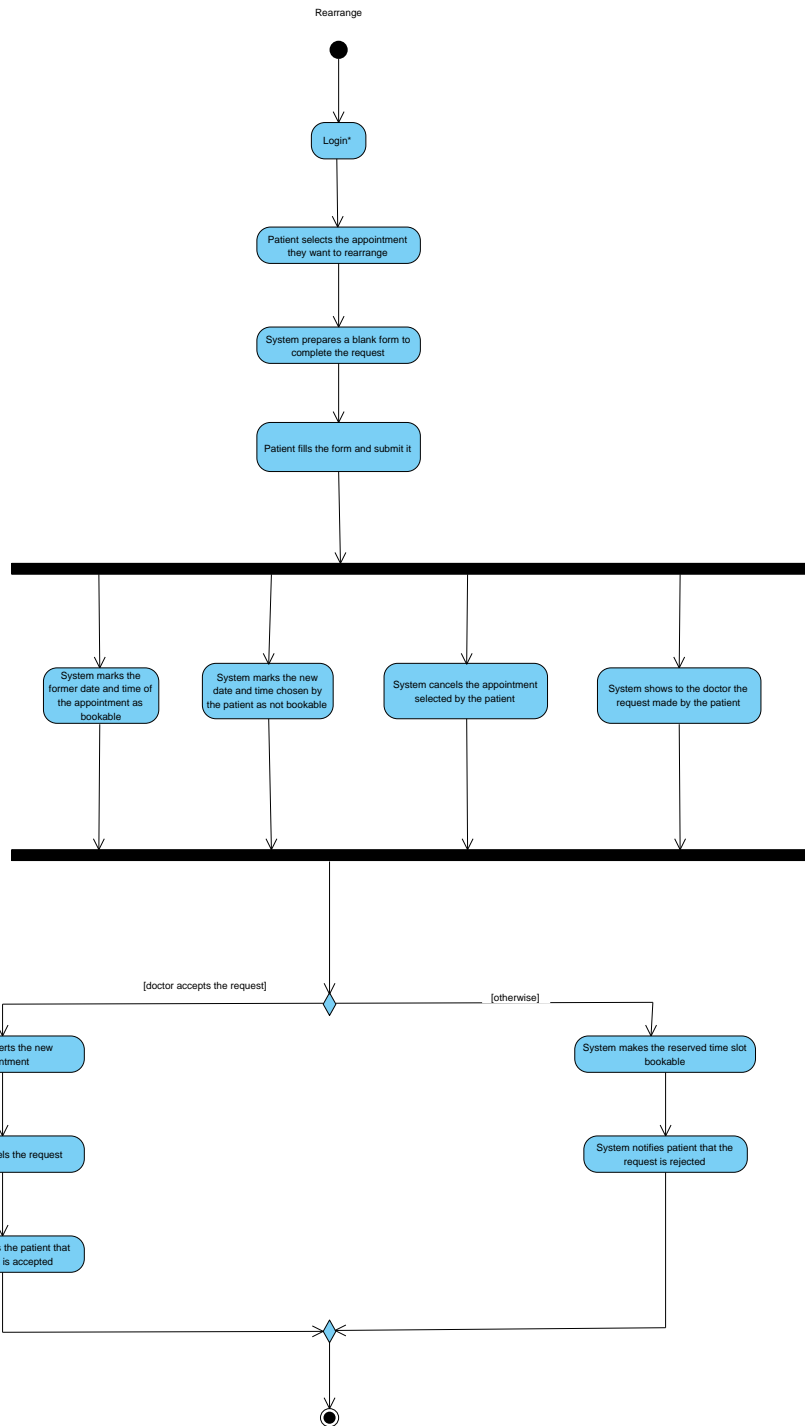 Rearrange
Login*
Patient selects the appointment
they want to rearrange
System prepares a blank form to
complete the request
Patient fills the form and submit it
System marks the
former date and time of
the appointment as
bookable
System marks the new
date and time chosen by
the patient as not bookable
System cancels the appointment
selected by the patient
System shows to the doctor the
request made by the patient
[doctor accepts the request]
[otherwise]
the new
System makes the reserved time slot
bookable
the request
System notifies patient that the
request is rejected
the patient that
is accepted